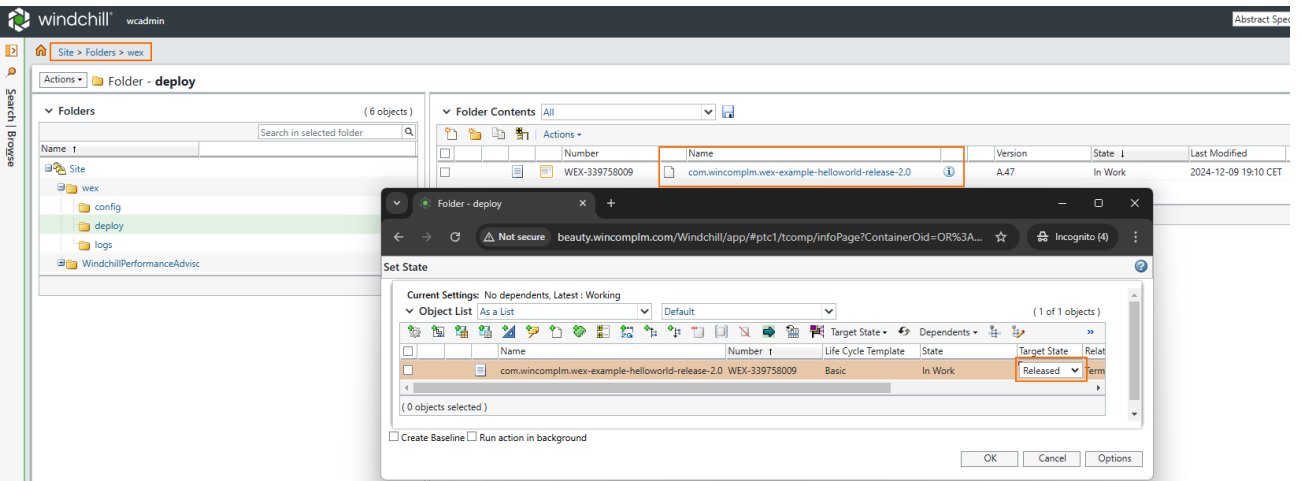 windchill® wcadmin
Abstract Spec
Site > Folders > wex
Actions Folder - deploy
Search | Browse
Folders (6 objects)
Search in selected folder
Name ↑
Site
wex
config
deploy
logs
WindchillPerformanceAdvisc
Folder Contents All
Actions
Number Name Version State ↓ Last Modified
WEX-339758009 com.wincomplm.wex-example-helloworld-release-2.0 A.47 In Work 2024-12-09 19:10 CET
Folder - deploy
Not secure beauty.wincomplm.com/Windchill/app/#ptc1/tcomp/infoPage?ContainerOid=OR%3A... Incognito (4)
Set State
Current Settings: No dependents, Latest : Working
Object List As a List Default (1 of 1 objects)
Target State Dependents »
Name Number ↑ Life Cycle Template State Target State Relat
com.wincomplm.wex-example-helloworld-release-2.0 WEX-339758009 Basic In Work Released Term
(0 objects selected)
Create Baseline Run action in background
OK Cancel Options